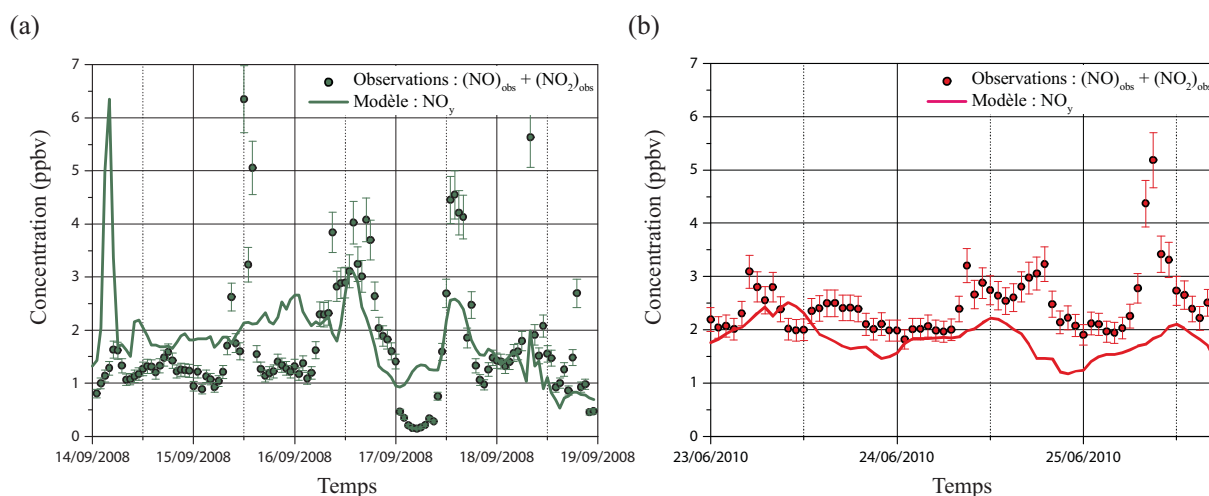 (a)
(b)
7
6
5
4
3
2
1
0
Concentration (ppbv)
Observations : (NO)obs + (NO2)obs
Modèle : NOy
14/09/2008 15/09/2008 16/09/2008 17/09/2008 18/09/2008 19/09/2008
Temps
7
6
5
4
3
2
1
0
Concentration (ppbv)
Observations : (NO)obs + (NO2)obs
Modèle : NOy
23/06/2010 24/06/2010 25/06/2010
Temps